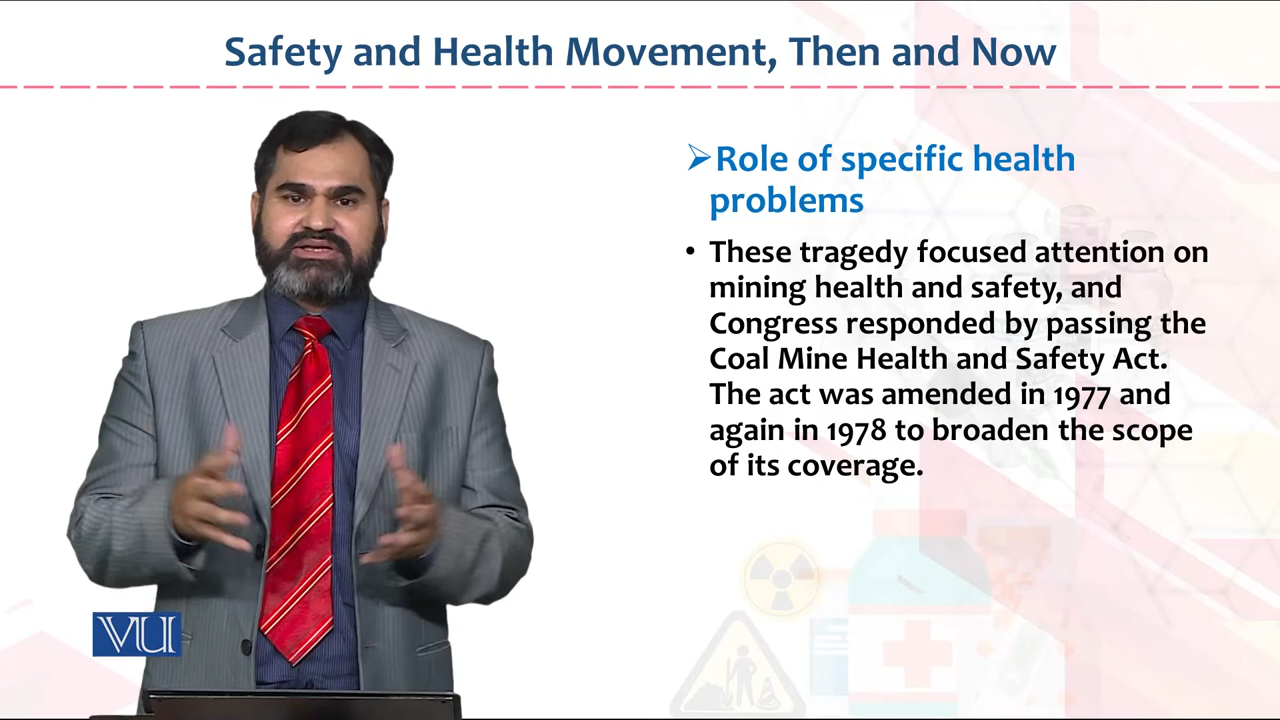 Safety and Health Movement, Then and Now
➢Role of specific health
problems
• These tragedy focused attention on
mining health and safety, and
Congress responded by passing the
Coal Mine Health and Safety Act.
The act was amended in 1977 and
again in 1978 to broaden the scope
of its coverage.
VU